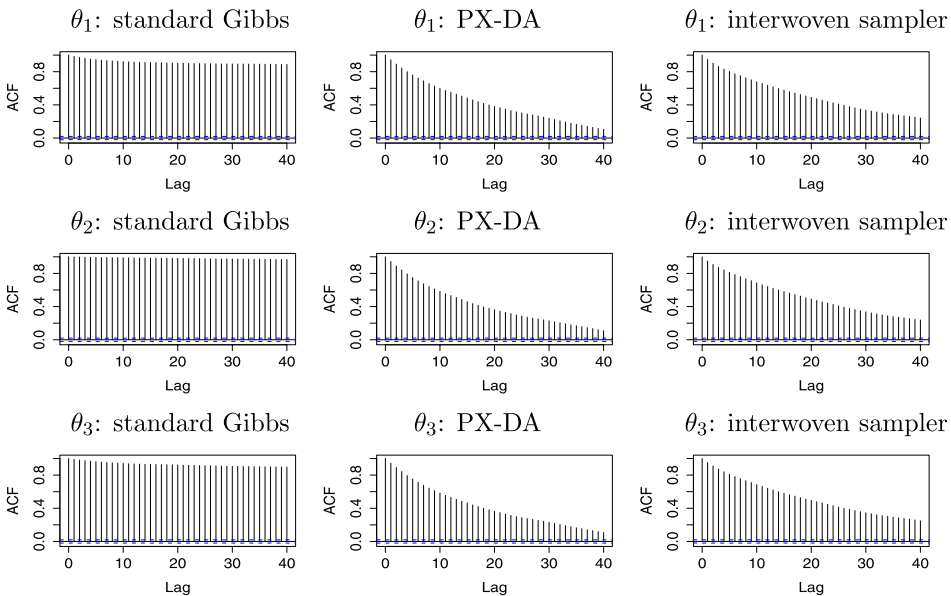 θ₁: standard Gibbs
ACF
0.0 0.4 0.8
0 10 20 30 40
Lag
θ₁: PX-DA
ACF
0.0 0.4 0.8
0 10 20 30 40
Lag
θ₁: interwoven sampler
ACF
0.0 0.4 0.8
0 10 20 30 40
Lag
θ₂: standard Gibbs
ACF
0.0 0.4 0.8
0 10 20 30 40
Lag
θ₂: PX-DA
ACF
0.0 0.4 0.8
0 10 20 30 40
Lag
θ₂: interwoven sampler
ACF
0.0 0.4 0.8
0 10 20 30 40
Lag
θ₃: standard Gibbs
ACF
0.0 0.4 0.8
0 10 20 30 40
Lag
θ₃: PX-DA
ACF
0.0 0.4 0.8
0 10 20 30 40
Lag
θ₃: interwoven sampler
ACF
0.0 0.4 0.8
0 10 20 30 40
Lag